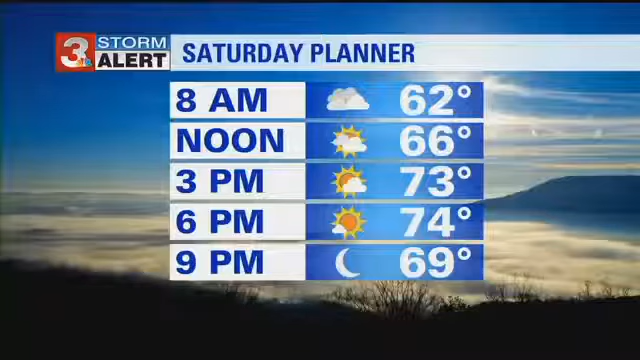 3 STORM ALERT
SATURDAY PLANNER
8 AM 62°
NOON 66°
3 PM 73°
6 PM 74°
9 PM 69°